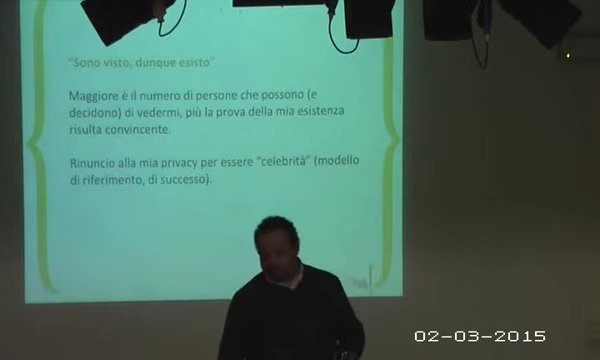 "Sono visto, dunque esisto"
Maggiore è il numero di persone che possono (e
decidono) di vedermi, più la prova della mia esistenza
risulta convincente.
Rinuncio alla mia privacy per essere "celebrità" (modello
di riferimento, di successo).
02-03-2015